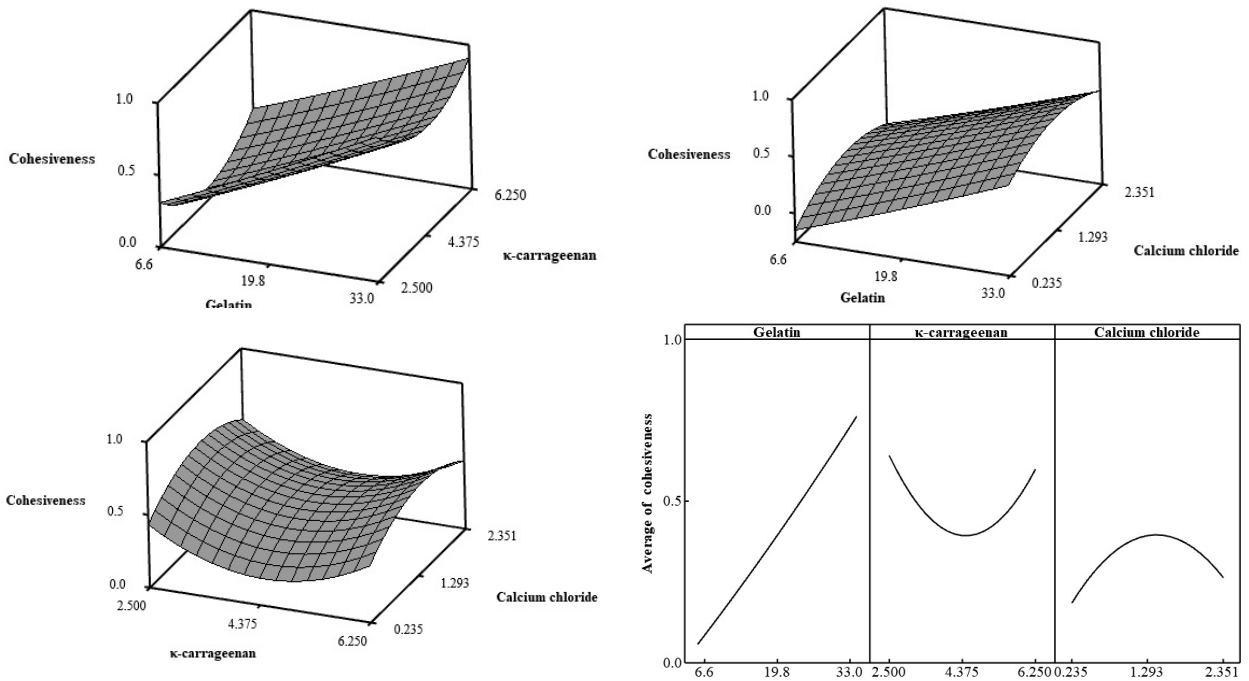 1.0
Cohesiveness
0.5
0.0
6.6
19.8
33.0
Gelatin
2.500
4.375
6.250
κ-carrageenan
1.0
Cohesiveness
0.5
0.0
6.6
19.8
33.0
Gelatin
0.235
1.293
2.351
Calcium chloride
1.0
Cohesiveness
0.5
0.0
2.500
4.375
6.250
κ-carrageenan
0.235
1.293
2.351
Calcium chloride
Gelatin κ-carrageenan Calcium chloride
1.0
0.5
0.0
Average of cohesiveness
6.6 19.8 33.0 2.500 4.375 6.250 0.235 1.293 2.351